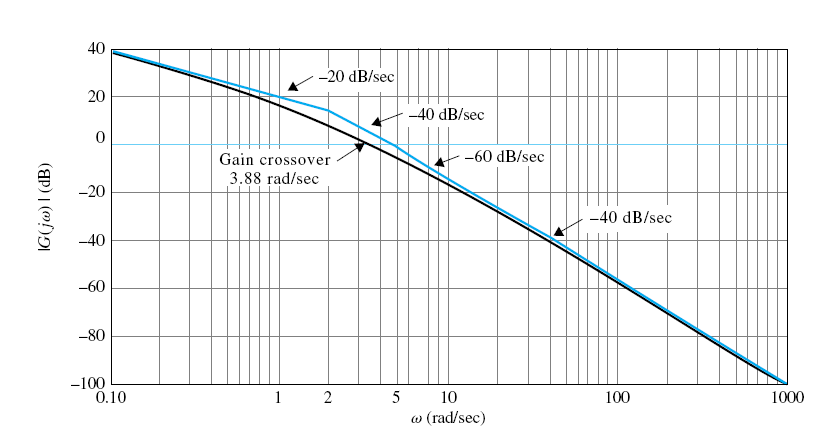 40
20
0
–20
–40
–60
–80
–100
|G(jω)| (dB)
–20 dB/sec
–40 dB/sec
–60 dB/sec
–40 dB/sec
Gain crossover
3.88 rad/sec
0.10
1
2
5
10
100
1000
ω (rad/sec)